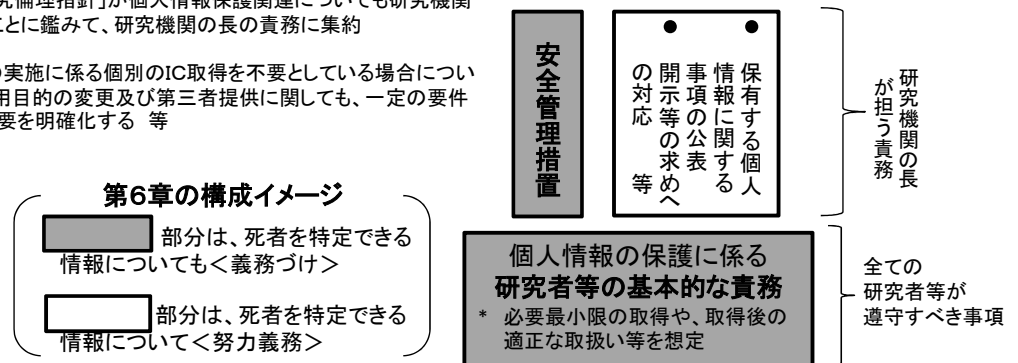 究倫理指針」が個人情報保護関連についても研究機関
ことに鑑みて、研究機関の長の責務に集約
の実施に係る個別のIC取得を不要としている場合につい
用目的の変更及び第三者提供に関しても、一定の要件
要を明確化する 等
第6章の構成イメージ
部分は、死者を特定できる
情報についても<義務づけ>
部分は、死者を特定できる
情報について<努力義務>
安全管理措置
● 保有する個人
情報に関する
事項の公表
● 開示等の求めへ
の対応 等
研究機関の長
が担う責務
個人情報の保護に係る
研究者等の基本的な責務
* 必要最小限の取得や、取得後の
適正な取扱い等を想定
全ての
研究者等が
遵守すべき事項